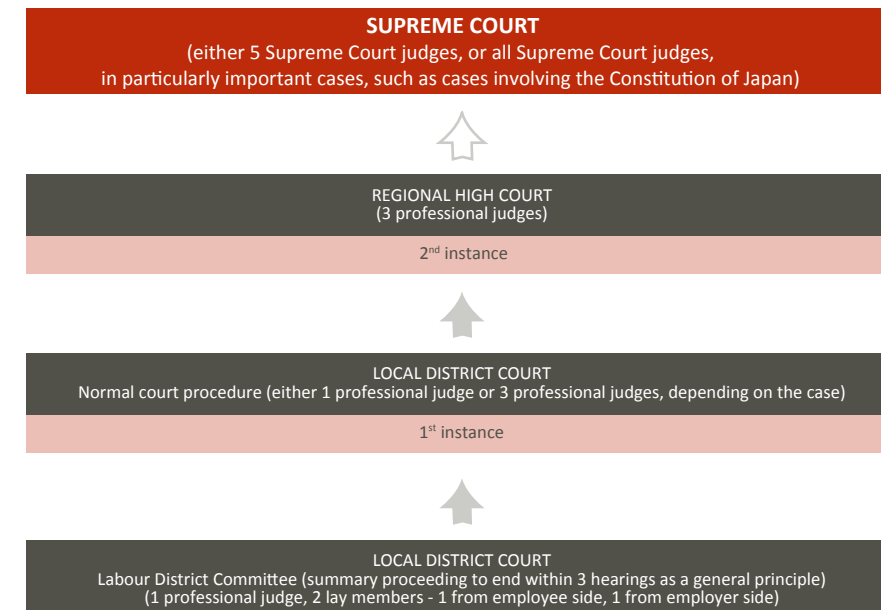 SUPREME COURT
(either 5 Supreme Court judges, or all Supreme Court judges,
in particularly important cases, such as cases involving the Constitution of Japan)
REGIONAL HIGH COURT
(3 professional judges)
2nd instance
LOCAL DISTRICT COURT
Normal court procedure (either 1 professional judge or 3 professional judges, depending on the case)
1st instance
LOCAL DISTRICT COURT
Labour District Committee (summary proceeding to end within 3 hearings as a general principle)
(1 professional judge, 2 lay members - 1 from employee side, 1 from employer side)